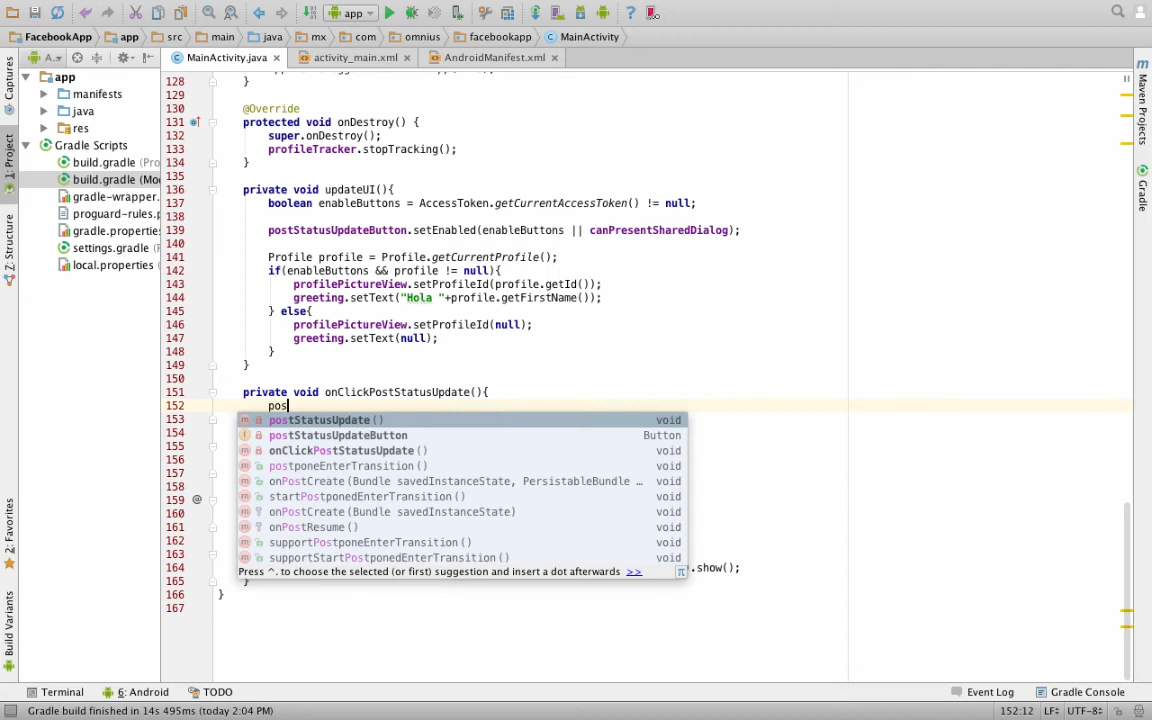 app
FacebookApp app src main java mx com omnius facebookapp MainActivity
A... MainActivity.java activity_main.xml AndroidManifest.xml
Captures
1: Project
Z: Structure
2: Favorites
Build Variants
app
manifests
java
res
Gradle Scripts
build.gradle (Pro
build.gradle (Mod
gradle-wrapper.
proguard-rules.p
gradle.properties
settings.gradle (P
local.properties
128 }
129
130 @Override
131 protected void onDestroy() {
132 super.onDestroy();
133 profileTracker.stopTracking();
134 }
135
136 private void updateUI(){
137 boolean enableButtons = AccessToken.getCurrentAccessToken() != null;
138
139 postStatusUpdateButton.setEnabled(enableButtons || canPresentSharedDialog);
140
141 Profile profile = Profile.getCurrentProfile();
142 if(enableButtons && profile != null){
143 profilePictureView.setProfileId(profile.getId());
144 greeting.setText("Hola "+profile.getFirstName());
145 } else{
146 profilePictureView.setProfileId(null);
147 greeting.setText(null);
148 }
149 }
150
151 private void onClickPostStatusUpdate(){
152 pos
153 postStatusUpdate() void
154 postStatusUpdateButton Button
155 onClickPostStatusUpdate() void
156 postponeEnterTransition() void
157 onPostCreate(Bundle savedInstanceState, PersistableBundle … void
158 startPostponedEnterTransition() void
159 @ onPostCreate(Bundle savedInstanceState) void
160
161 onPostResume() void
162 supportPostponeEnterTransition() void
163 supportStartPostponedEnterTransition() void
164 .show();
Press ^. to choose the selected (or first) suggestion and insert a dot afterwards >> π
165 }
166 }
167
Maven Projects
Gradle
Terminal 6: Android TODO Event Log Gradle Console
Gradle build finished in 14s 495ms (today 2:04 PM) 152:12 LF÷ UTF-8÷